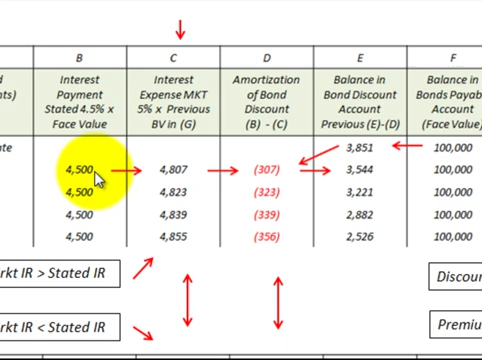 B C D E F
d Interest Interest Amortization Balance in Balance in
nts) Payment Expense MKT of Bond Bond Discount Bonds Payab
Stated 4.5% x 5% x Previous Discount Account Account
Face Value BV in (G) (B) - (C) Previous (E)-(D) (Face Value)
ate 3,851 100,000
4,500 4,807 (307) 3,544 100,000
4,500 4,823 (323) 3,221 100,000
4,500 4,839 (339) 2,882 100,000
4,500 4,855 (356) 2,526 100,000
arkt IR > Stated IR Discou
arkt IR < Stated IR Premiu